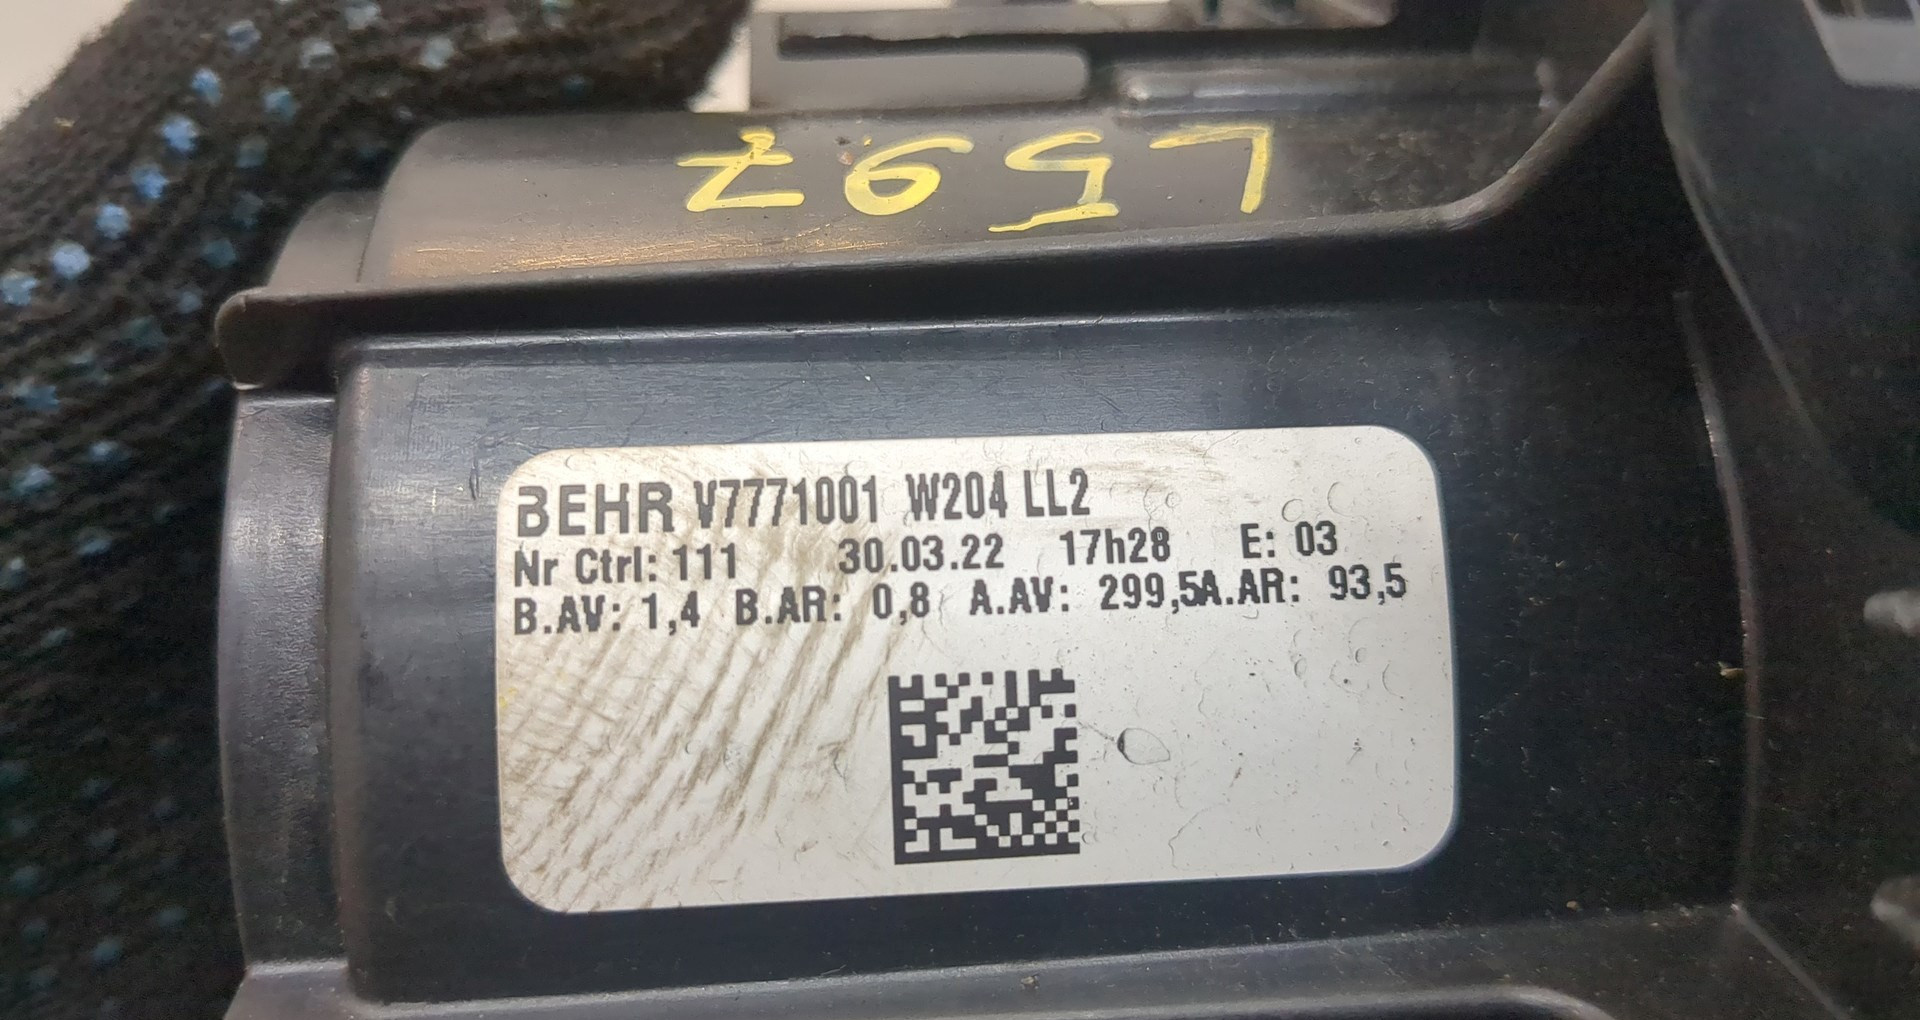 L597
BEHR V7771001 W204 LL2
Nr Ctrl: 111 30.03.22 17h28 E: 03
B.AV: 1,4 B.AR: 0,8 A.AV: 299,5A.AR: 93,5